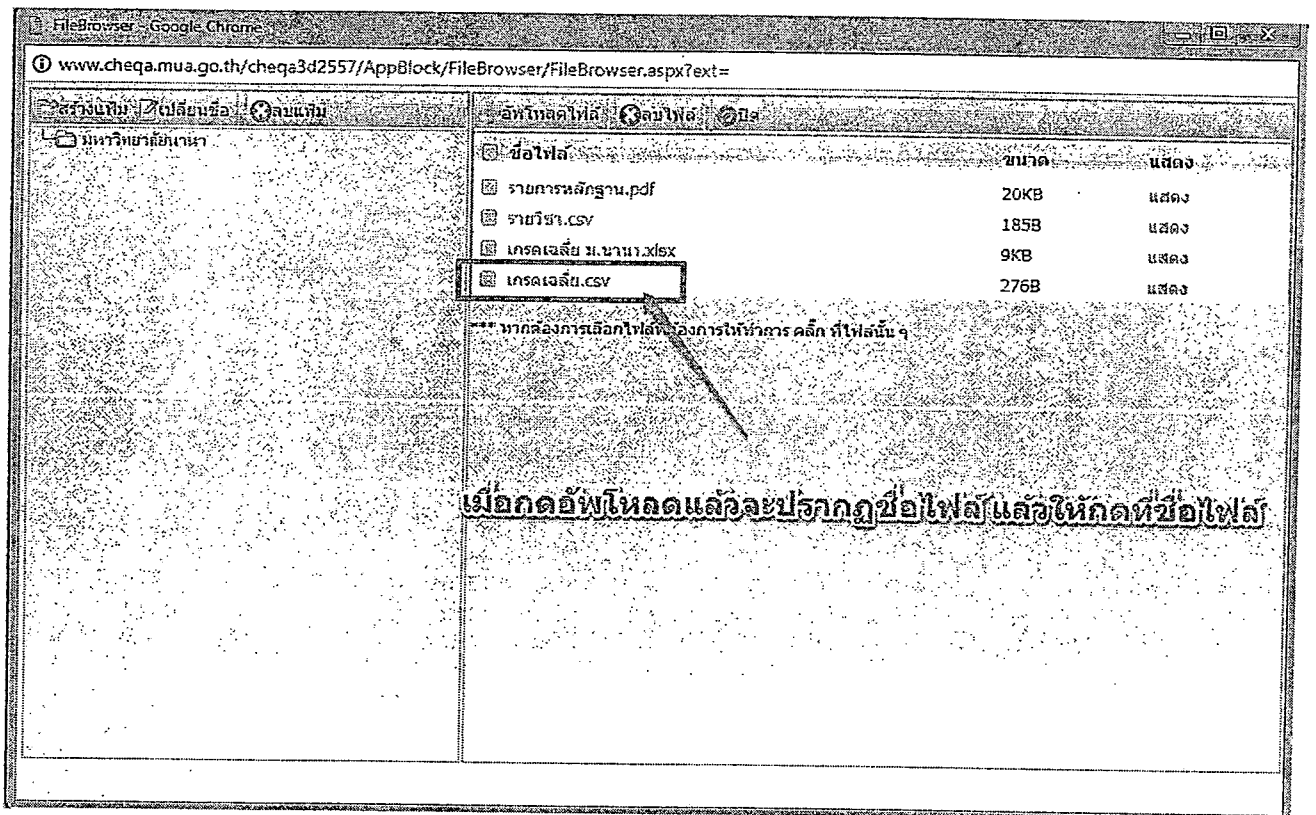 FileBrowser - Google Chrome
www.cheqa.mua.go.th/cheqa3d2557/AppBlock/FileBrowser/FileBrowser.aspx?ext=
สร้างแฟ้ม เปลี่ยนชื่อ ลบแฟ้ม
มหาวิทยาลัยนานา
อัพโหลดไฟล์ ลบไฟล์ ปิด
ชื่อไฟล์ ขนาด แสดง
รายการหลักฐาน.pdf 20KB แสดง
รายวิชา.csv 185B แสดง
เกรดเฉลี่ย ม.นานา.xlsx 9KB แสดง
เกรดเฉลี่ย.csv 276B แสดง
*** หากต้องการเลือกไฟล์ที่ต้องการให้ทำการ คลิ๊ก ที่ไฟล์นั้น ๆ
เมื่อกดอัพโหลดแล้วจะปรากฏชื่อไฟล์ แล้วให้กดที่ชื่อไฟล์